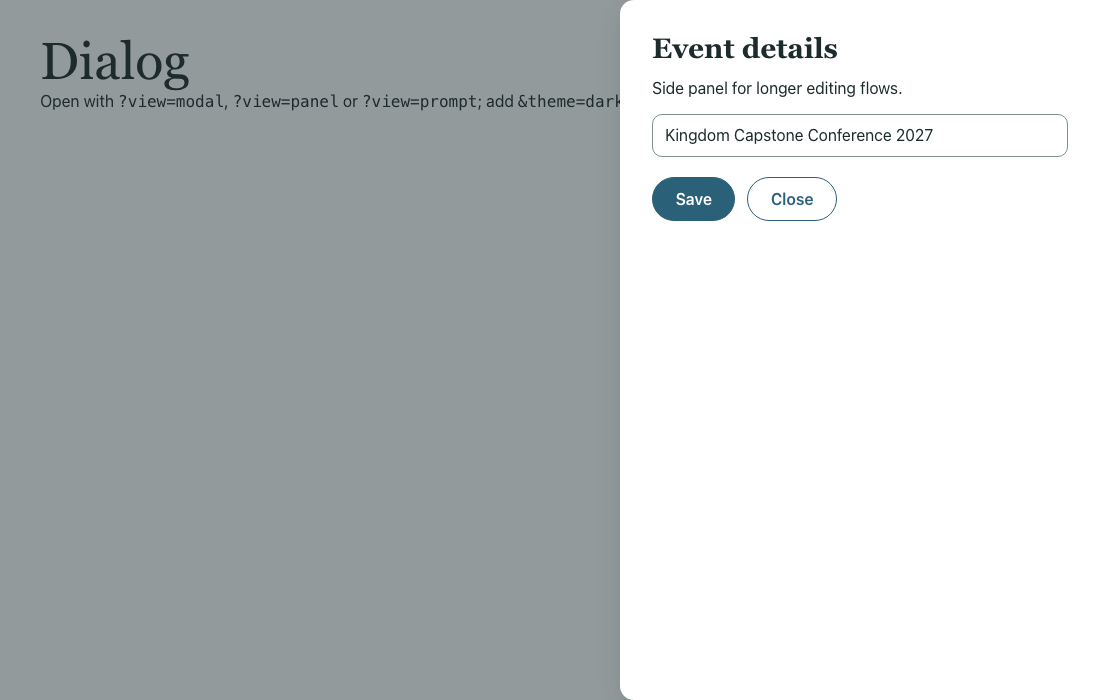 Dialog
Open with ?view=modal, ?view=panel or ?view=prompt; add &theme=dark
Event details
Side panel for longer editing flows.
Kingdom Capstone Conference 2027
Save
Close